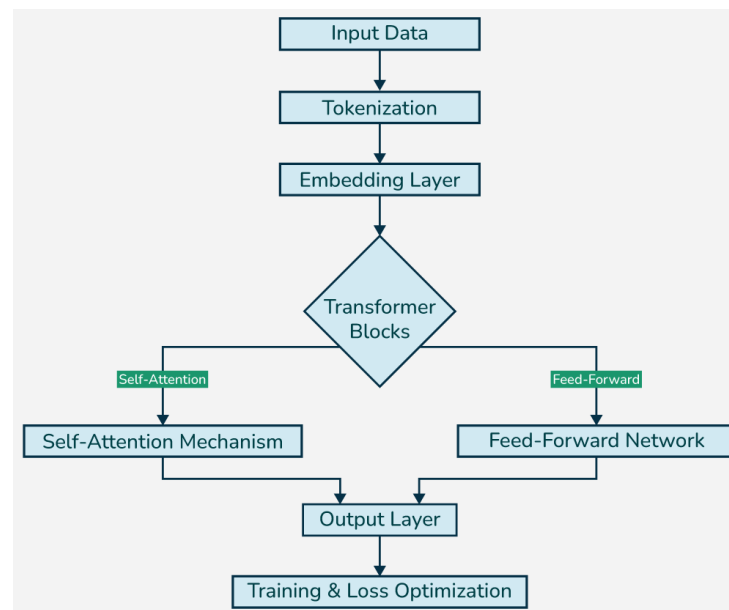 Input Data
Tokenization
Embedding Layer
Transformer
Blocks
Self-Attention
Feed-Forward
Self-Attention Mechanism
Feed-Forward Network
Output Layer
Training & Loss Optimization